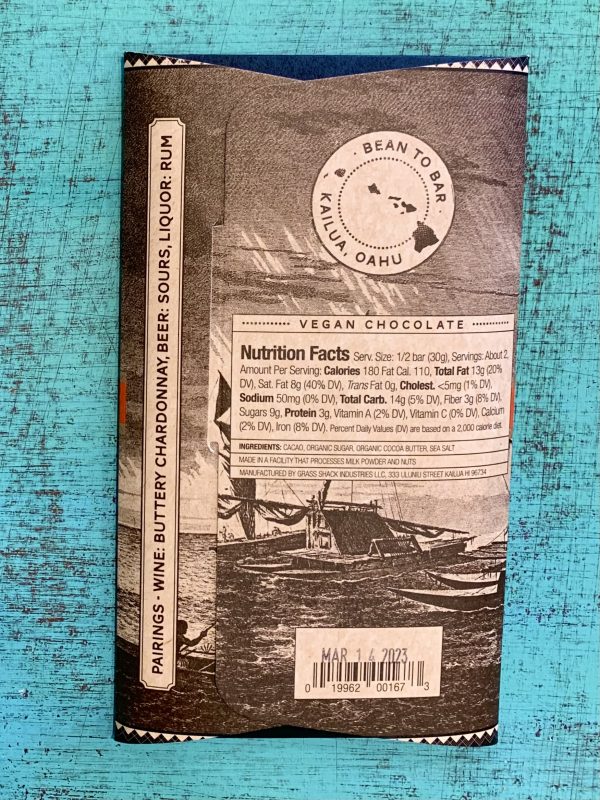 PAIRINGS · WINE: BUTTERY CHARDONNAY, BEER: SOURS, LIQUOR: RUM
· BEAN TO BAR ·
KAILUA, OAHU
VEGAN CHOCOLATE
Nutrition Facts Serv. Size: 1/2 bar (30g), Servings: About 2,
Amount Per Serving: Calories 180 Fat Cal. 110, Total Fat 13g (20%
DV), Sat. Fat 8g (40% DV), Trans Fat 0g, Cholest. <5mg (1% DV),
Sodium 50mg (0% DV), Total Carb. 14g (5% DV), Fiber 3g (8% DV),
Sugars 9g, Protein 3g, Vitamin A (2% DV), Vitamin C (0% DV), Calcium
(2% DV), Iron (8% DV). Percent Daily Values (DV) are based on a 2,000 calorie diet.
INGREDIENTS: CACAO, ORGANIC SUGAR, ORGANIC COCOA BUTTER, SEA SALT
MADE IN A FACILITY THAT PROCESSES MILK POWDER AND NUTS
MANUFACTURED BY GRASS SHACK INDUSTRIES LLC. 333 ULUNIU STREET KAILUA HI 96734
MAR 14 2023
0 19962 00167 3